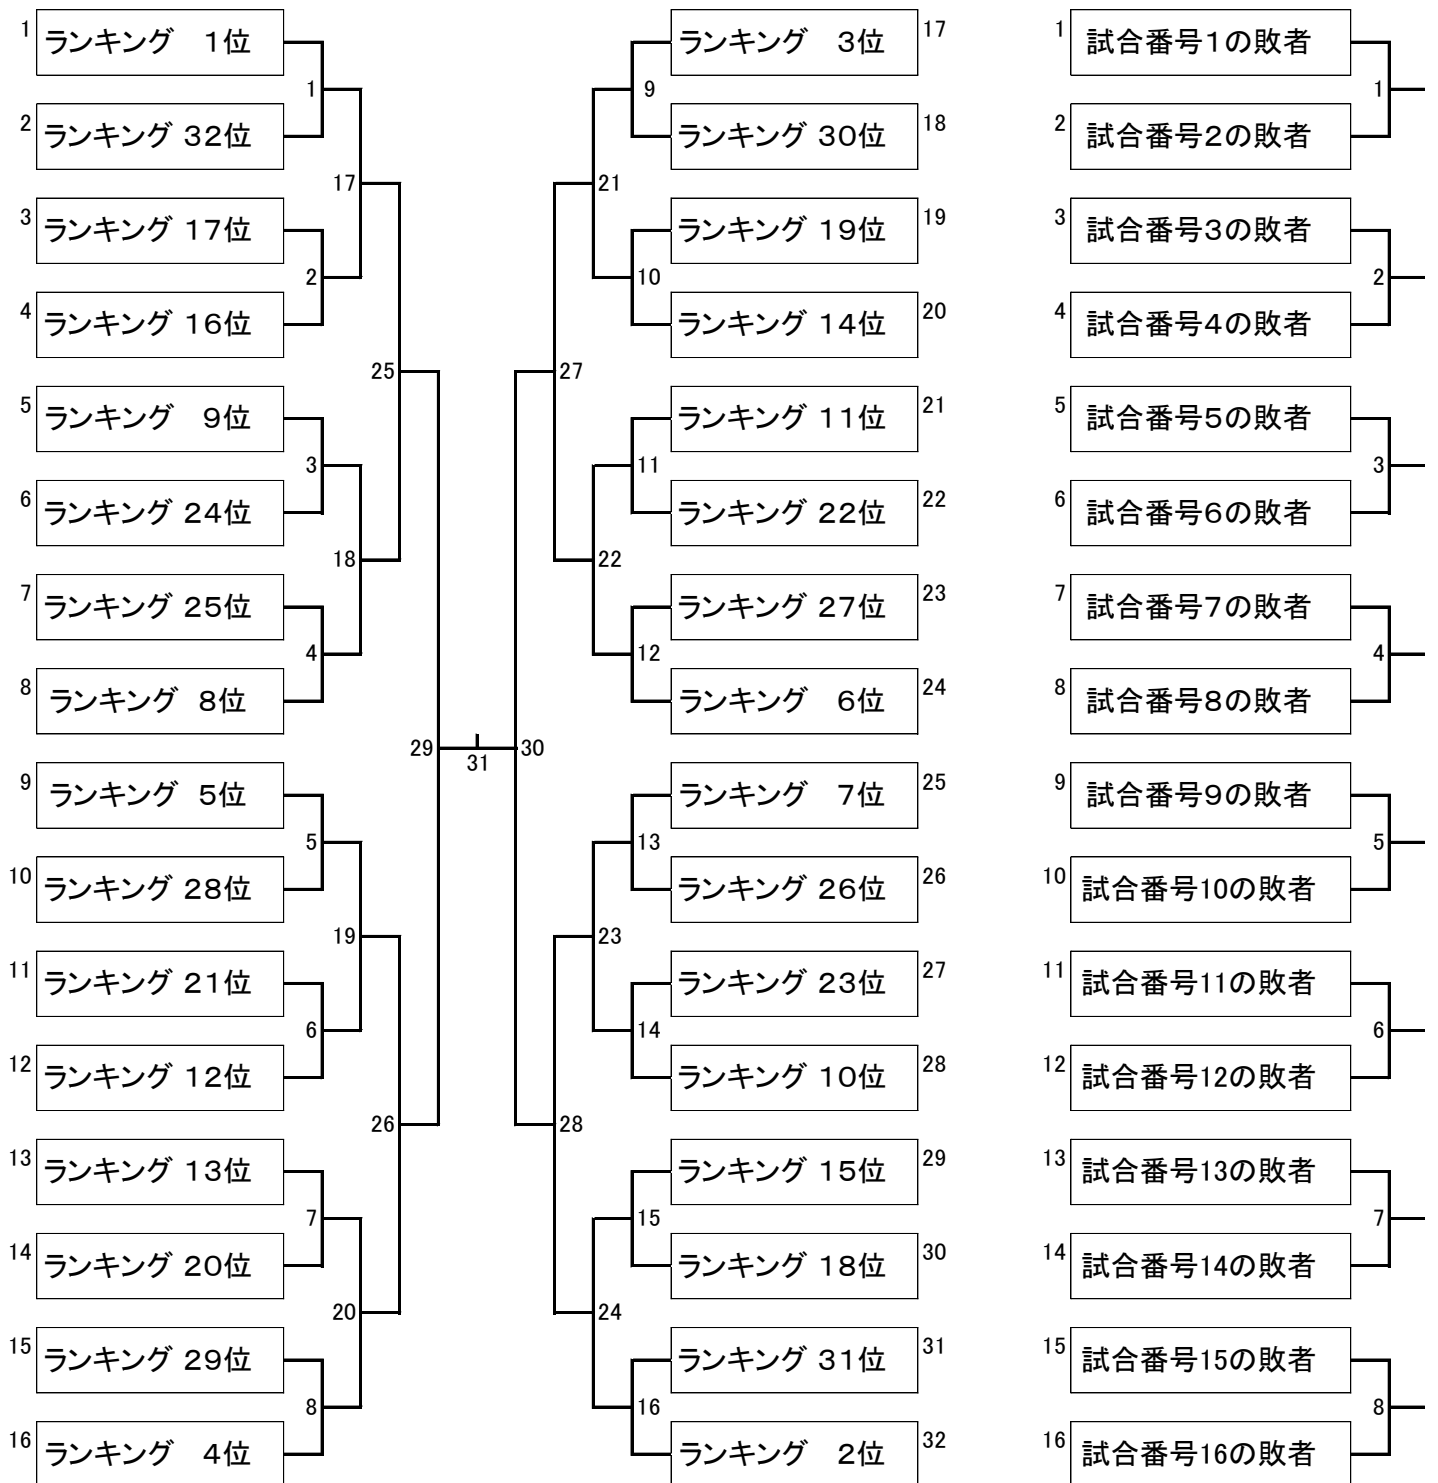 1 ランキング　1位
1
2 ランキング 32位
17
3 ランキング 17位
2
4 ランキング 16位
25
5 ランキング　9位
3
6 ランキング 24位
18
7 ランキング 25位
4
8 ランキング　8位
29
9 ランキング　5位
5
10 ランキング 28位
19
11 ランキング 21位
6
12 ランキング 12位
26
13 ランキング 13位
7
14 ランキング 20位
20
15 ランキング 29位
8
16 ランキング　4位
31
ランキング　3位 17
9
ランキング 30位 18
21
ランキング 19位 19
10
ランキング 14位 20
27
ランキング 11位 21
11
ランキング 22位 22
22
ランキング 27位 23
12
ランキング　6位 24
30
ランキング　7位 25
13
ランキング 26位 26
23
ランキング 23位 27
14
ランキング 10位 28
28
ランキング 15位 29
15
ランキング 18位 30
24
ランキング 31位 31
16
ランキング　2位 32
1 試合番号1の敗者
1
2 試合番号2の敗者
3 試合番号3の敗者
2
4 試合番号4の敗者
5 試合番号5の敗者
3
6 試合番号6の敗者
7 試合番号7の敗者
4
8 試合番号8の敗者
9 試合番号9の敗者
5
10 試合番号10の敗者
11 試合番号11の敗者
6
12 試合番号12の敗者
13 試合番号13の敗者
7
14 試合番号14の敗者
15 試合番号15の敗者
8
16 試合番号16の敗者